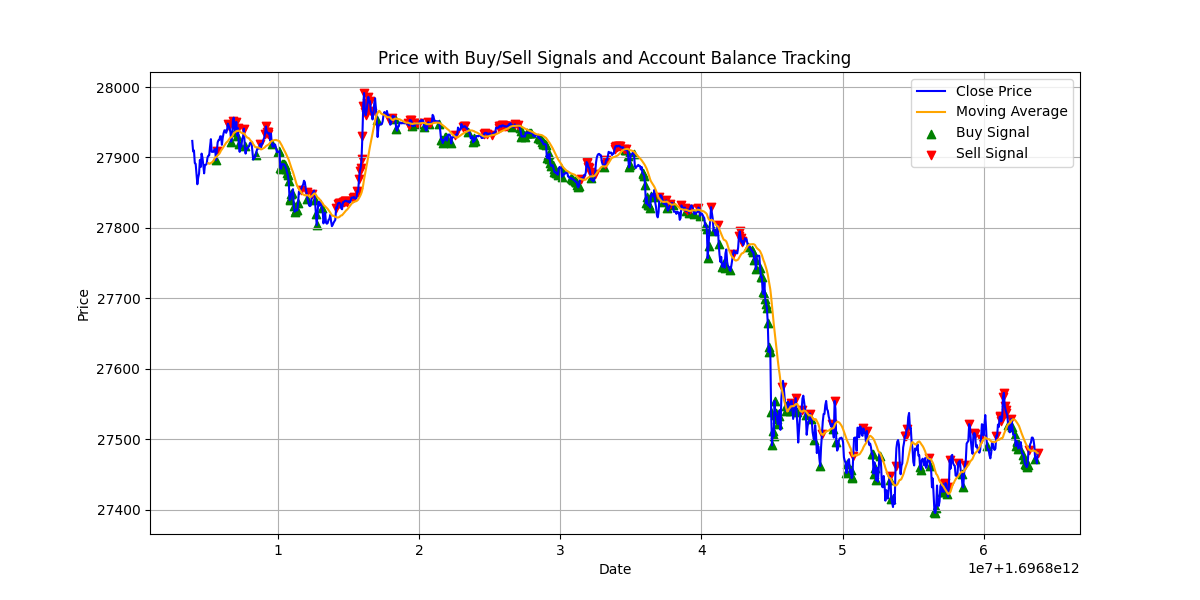 Price with Buy/Sell Signals and Account Balance Tracking
28000
27900
27800
27700
27600
27500
27400
Price
Close Price
Moving Average
Buy Signal
Sell Signal
1 2 3 4 5 6
Date
1e7+1.6968e12